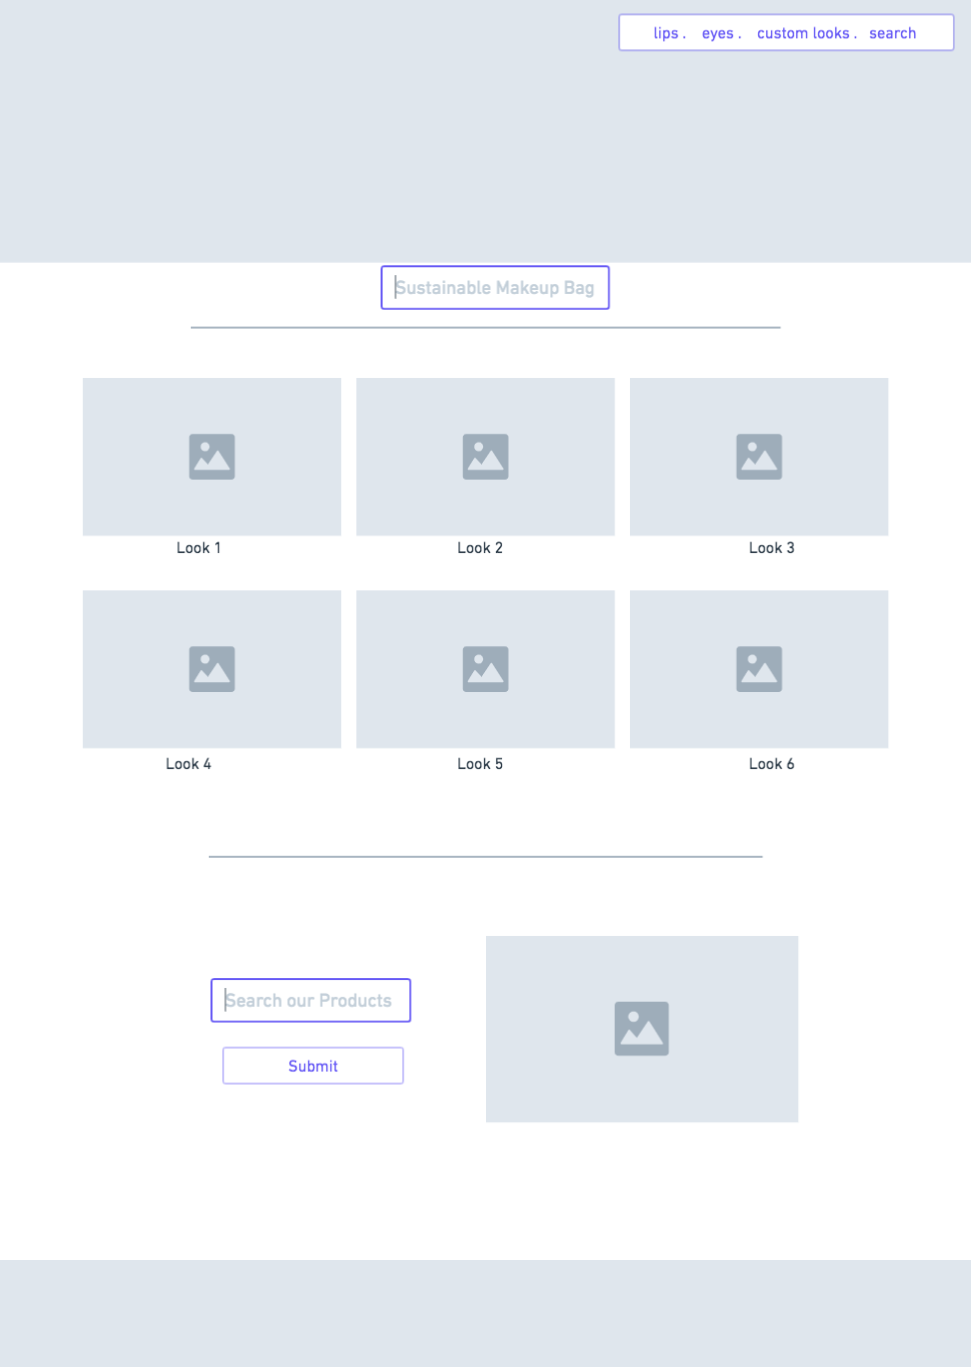 lips . eyes . custom looks . search
Sustainable Makeup Bag
Look 1
Look 2
Look 3
Look 4
Look 5
Look 6
Search our Products
Submit